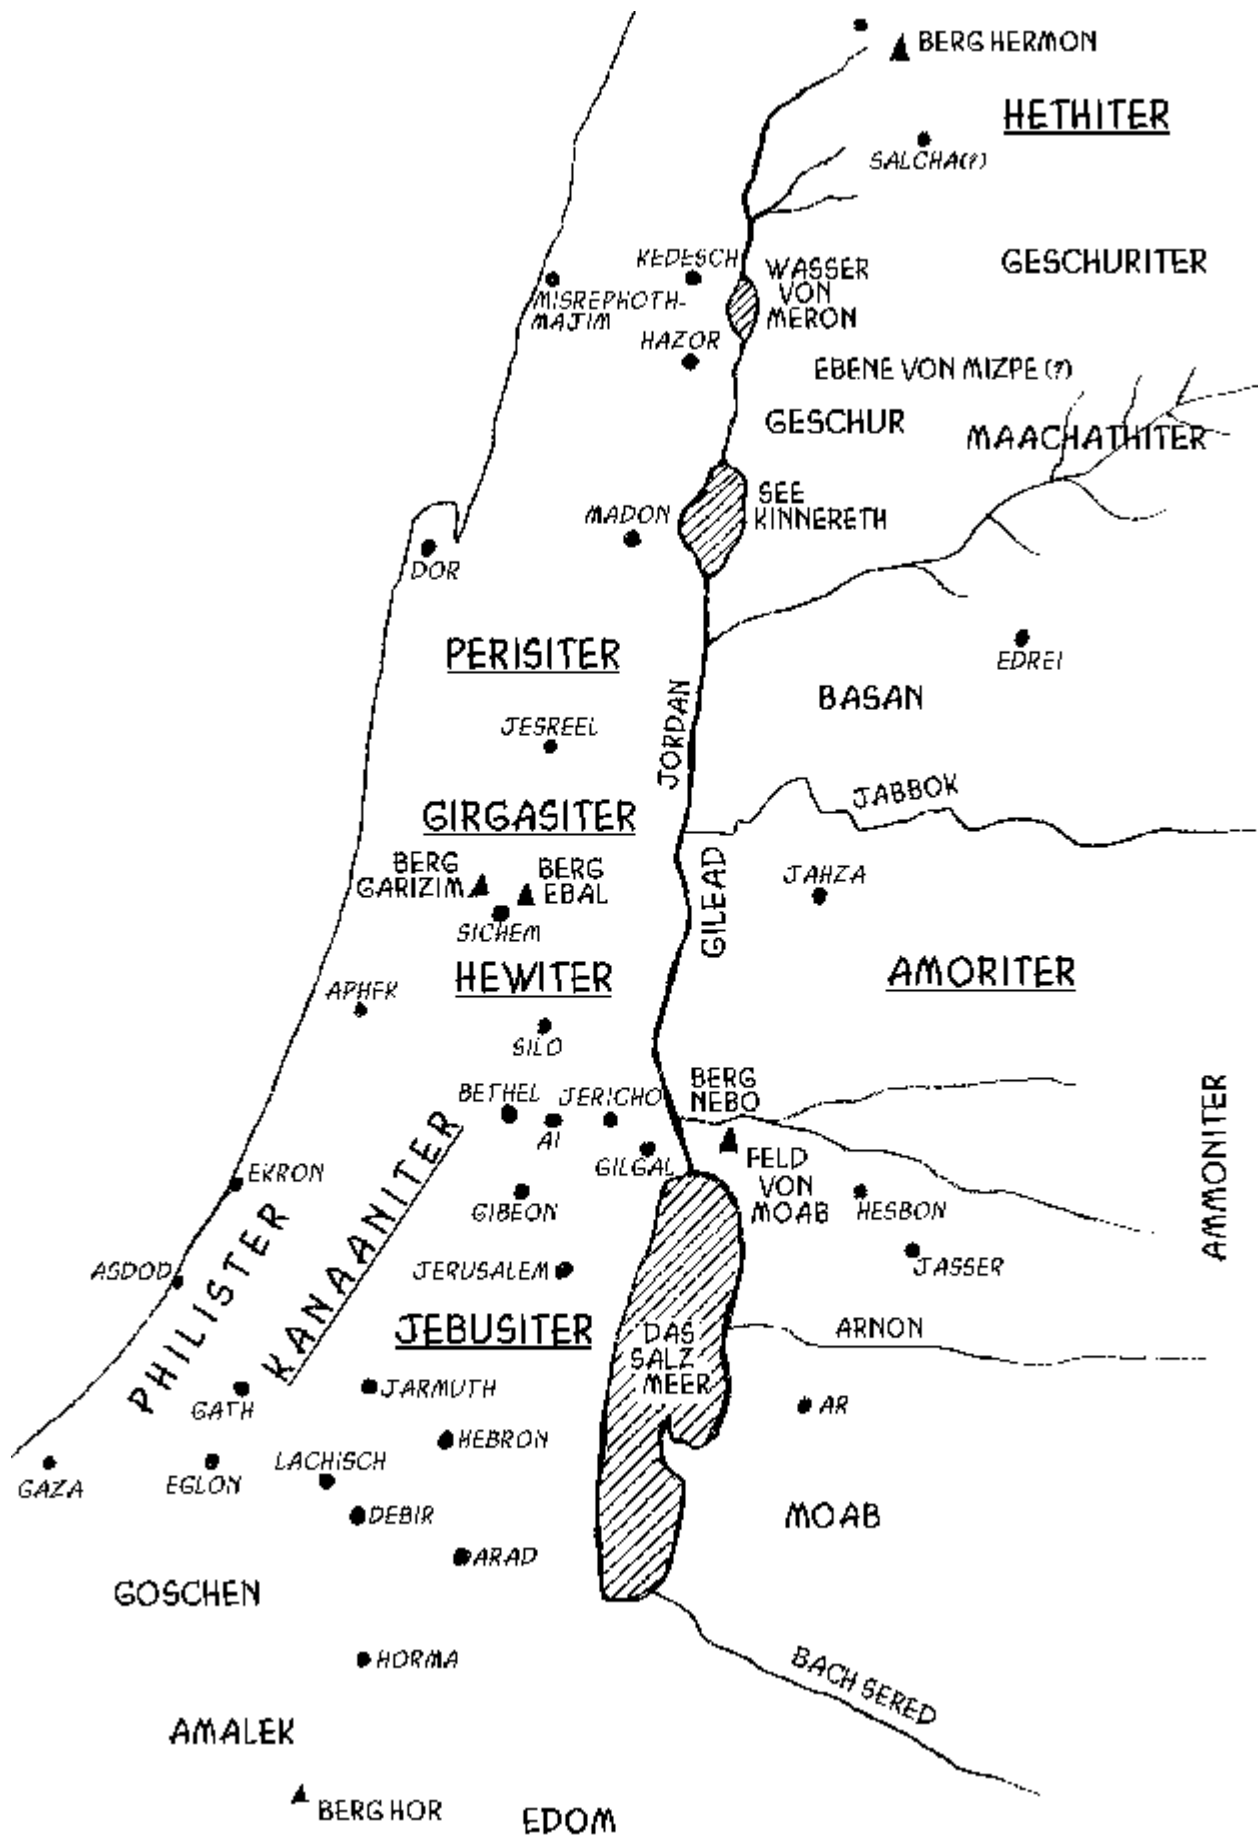 BERG HERMON
HETHITER
SALCHA(?)
KEDESCH
WASSER
VON
MERON
GESCHURITER
MISREPHOTH-
MAJIM
HAZOR
EBENE VON MIZPE (?)
GESCHUR
MAACHATHITER
SEE
KINNERETH
MADON
DOR
PERISITER
EDREI
BASAN
JORDAN
JESREEL
JABBOK
GIRGASITER
BERG
GARIZIM
BERG
EBAL
GILEAD
JAHZA
SICHEM
HEWITER
AMORITER
APHEK
SILO
BETHEL
JERICHO
BERG
NEBO
AI
GILGAL
FELD
VON
MOAB
AMMONITER
EKRON
GIBEON
HESBON
PHILISTER
KANAANITER
ASDOD
JERUSALEM
JASSER
JEBUSITER
DAS
SALZ-
MEER
ARNON
GATH
JARMUTH
AR
HEBRON
GAZA
EGLON
LACHISCH
DEBIR
MOAB
ARAD
GOSCHEN
HORMA
BACH SERED
AMALEK
BERG HOR
EDOM